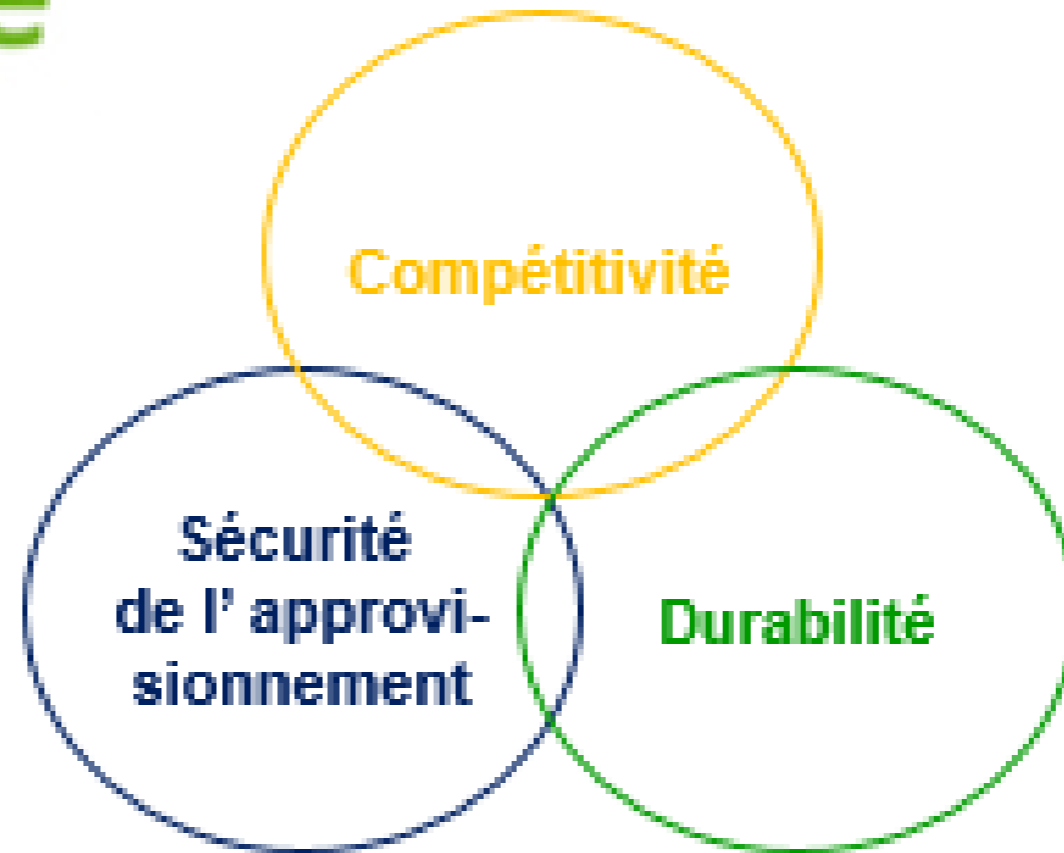 Compétitivité
Sécurité
de l' approvi-
sionnement
Durabilité